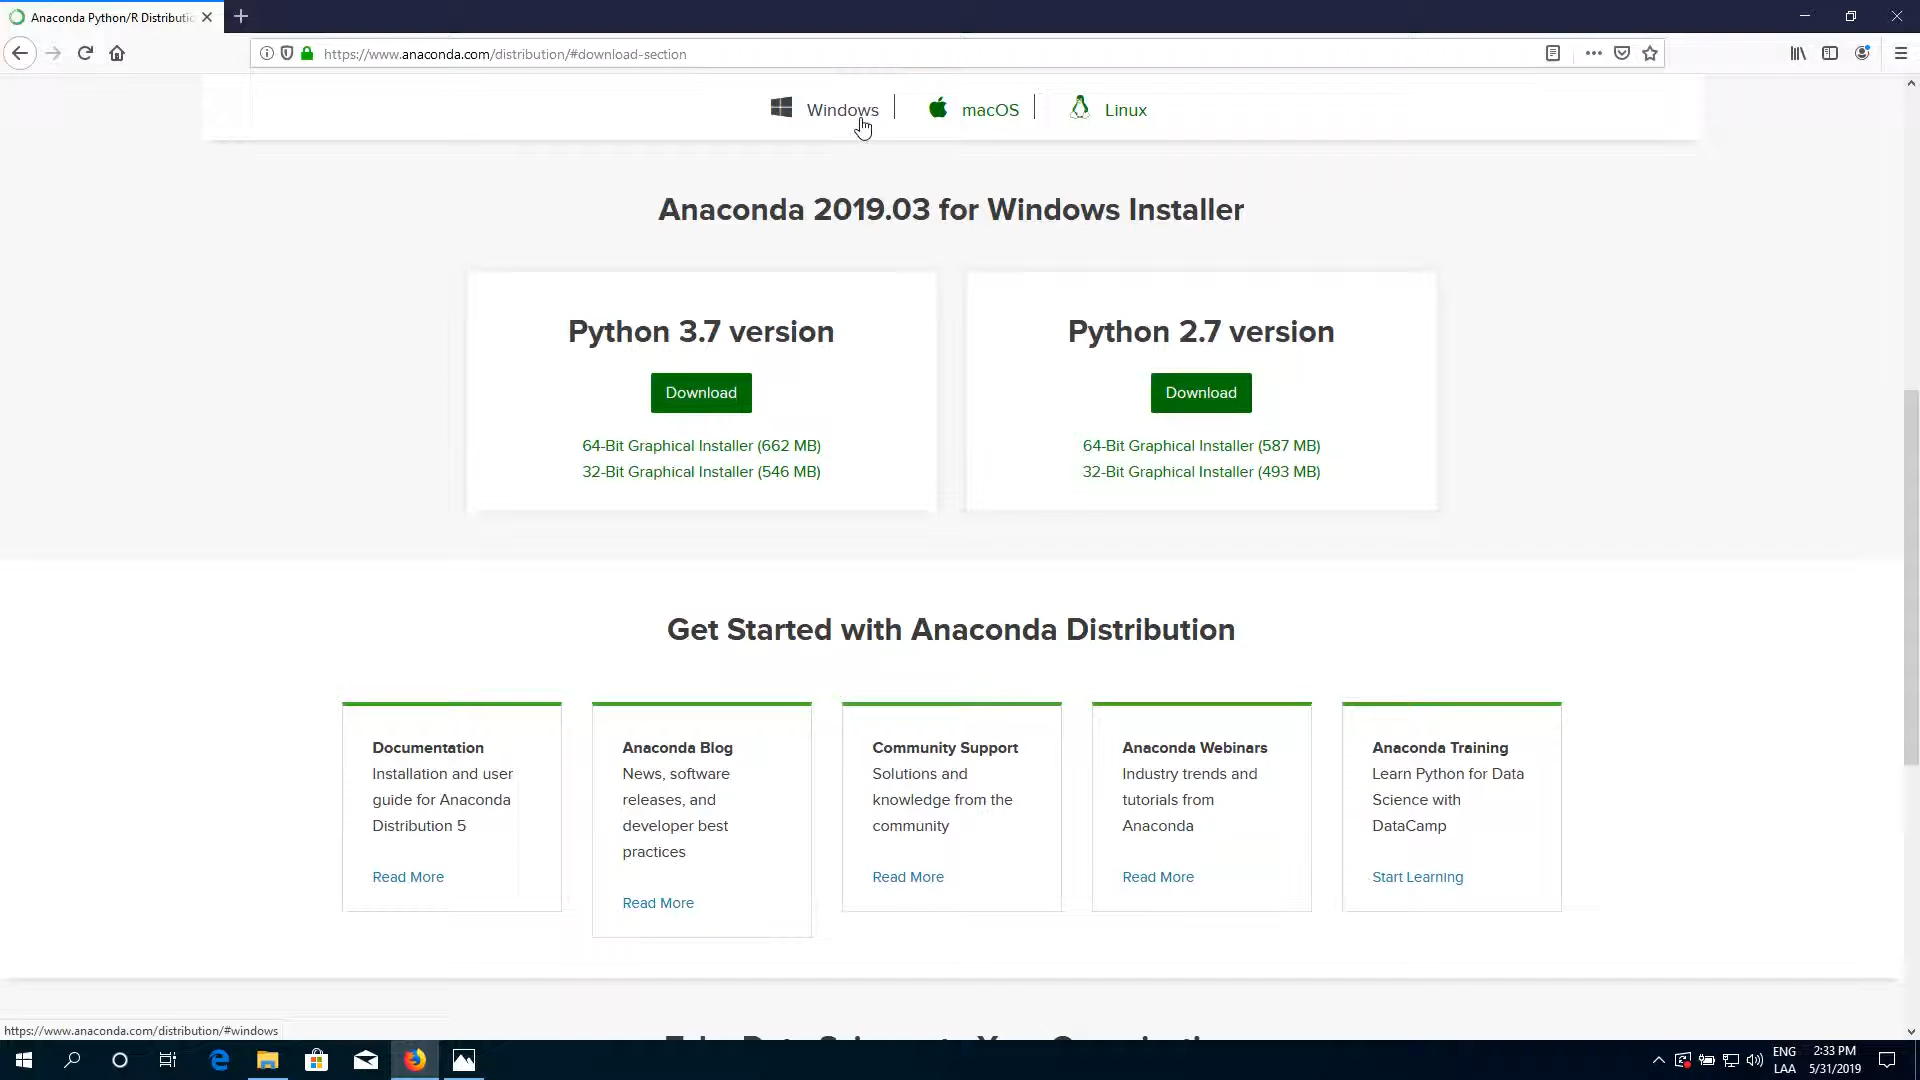 Anaconda Python/R Distributio
https://www.anaconda.com/distribution/#download-section
Windows
macOS
Linux
Anaconda 2019.03 for Windows Installer
Python 3.7 version
Download
64-Bit Graphical Installer (662 MB)
32-Bit Graphical Installer (546 MB)
Python 2.7 version
Download
64-Bit Graphical Installer (587 MB)
32-Bit Graphical Installer (493 MB)
Get Started with Anaconda Distribution
Documentation
Installation and user
guide for Anaconda
Distribution 5
Read More
Anaconda Blog
News, software
releases, and
developer best
practices
Read More
Community Support
Solutions and
knowledge from the
community
Read More
Anaconda Webinars
Industry trends and
tutorials from
Anaconda
Read More
Anaconda Training
Learn Python for Data
Science with
DataCamp
Start Learning
https://www.anaconda.com/distribution/#windows
ENG
LAA
2:33 PM
5/31/2019